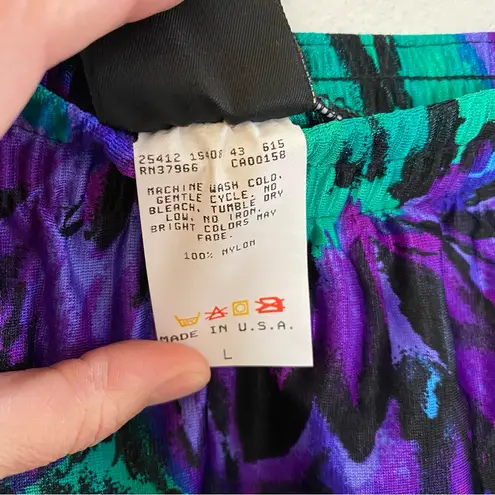 25412 15408 43 615
RN37966 CA00158
MACHINE WASH COLD,
GENTLE CYCLE, NO
BLEACH, TUMBLE DRY
LOW, NO IRON,
BRIGHT COLORS MAY
FADE.
100% NYLON
MADE IN U.S.A.
L